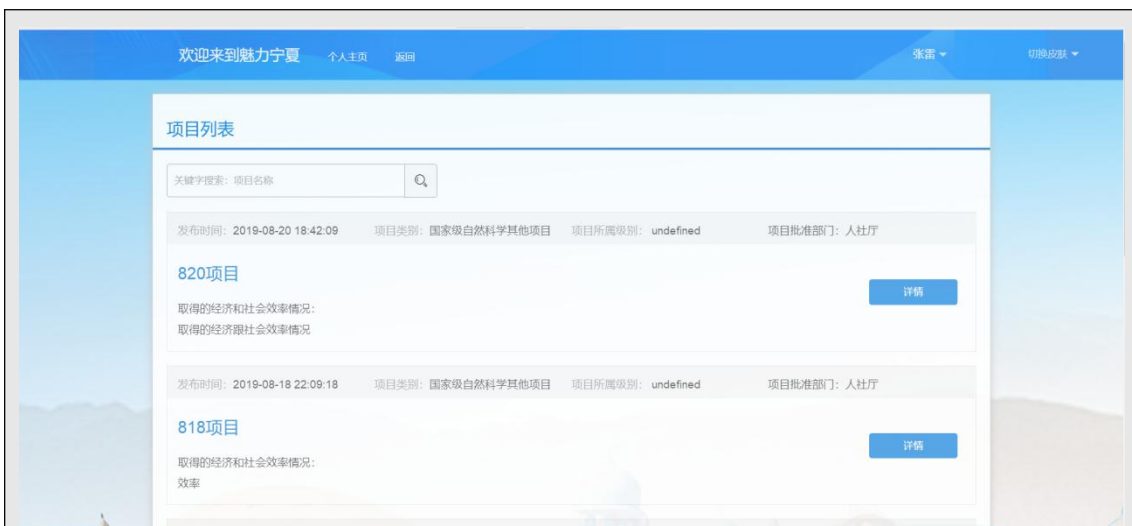 欢迎来到魅力宁夏 个人主页 返回 张雷 切换皮肤
项目列表
关键字搜索：项目名称
发布时间：2019-08-20 18:42:09 项目类别：国家级自然科学其他项目 项目所属级别：undefined 项目批准部门：人社厅
820项目
详情
取得的经济和社会效率情况：
取得的经济跟社会效率情况
发布时间：2019-08-18 22:09:18 项目类别：国家级自然科学其他项目 项目所属级别：undefined 项目批准部门：人社厅
818项目
详情
取得的经济和社会效率情况：
效率